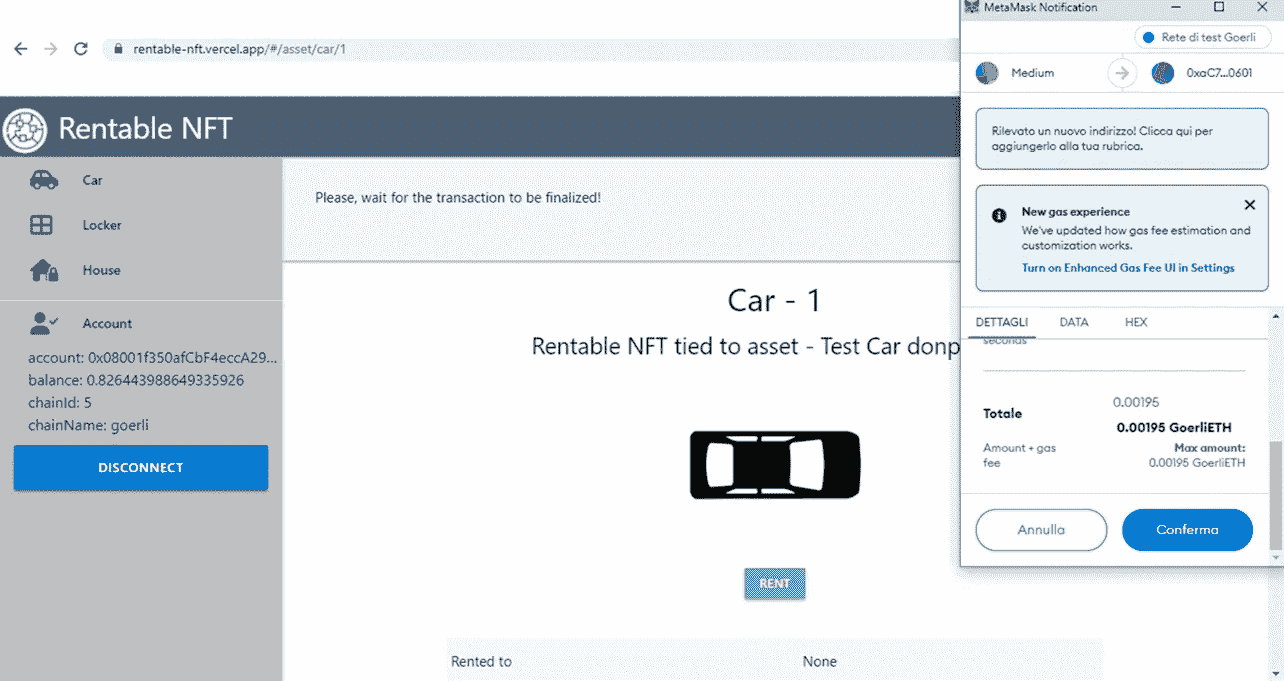 rentable-nft.vercel.app/#/asset/car/1
Rentable NFT
Car
Locker
House
Account
account: 0x08001f350afCbF4eccA29...
balance: 0.826443988649335926
chainId: 5
chainName: goerli
DISCONNECT
Please, wait for the transaction to be finalized!
Car - 1
Rentable NFT tied to asset - Test Car donp
RENT
Rented to None
MetaMask Notification
Rete di test Goerli
Medium 0xaC7...0601
Rilevato un nuovo indirizzo! Clicca qui per
aggiungerlo alla tua rubrica.
New gas experience
We've updated how gas fee estimation and
customization works.
Turn on Enhanced Gas Fee UI in Settings
DETTAGLI DATA HEX
seconds
0.00195
Totale
0.00195 GoerliETH
Amount + gas
fee
Max amount:
0.00195 GoerliETH
Annulla Conferma